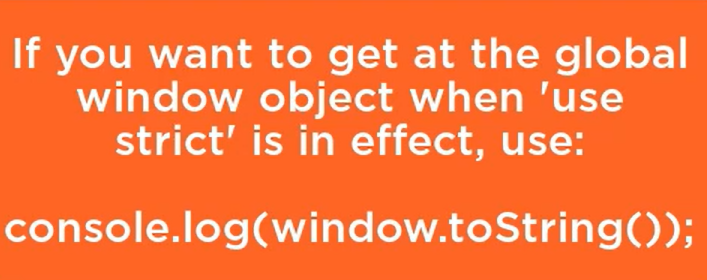 If you want to get at the global
window object when 'use
strict' is in effect, use:
console.log(window.toString());